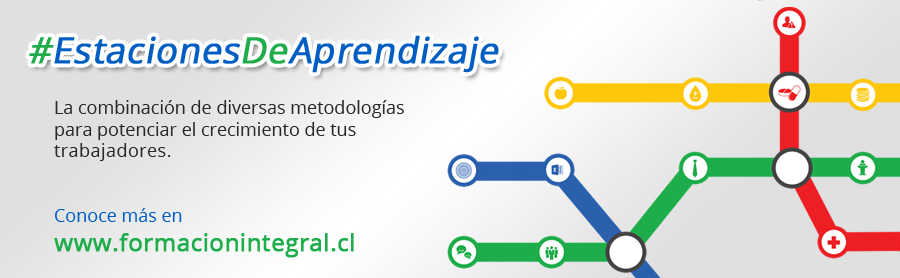 #EstacionesDeAprendizaje
La combinación de diversas metodologías
para potenciar el crecimiento de tus
trabajadores.
Conoce más en
www.formacionintegral.cl